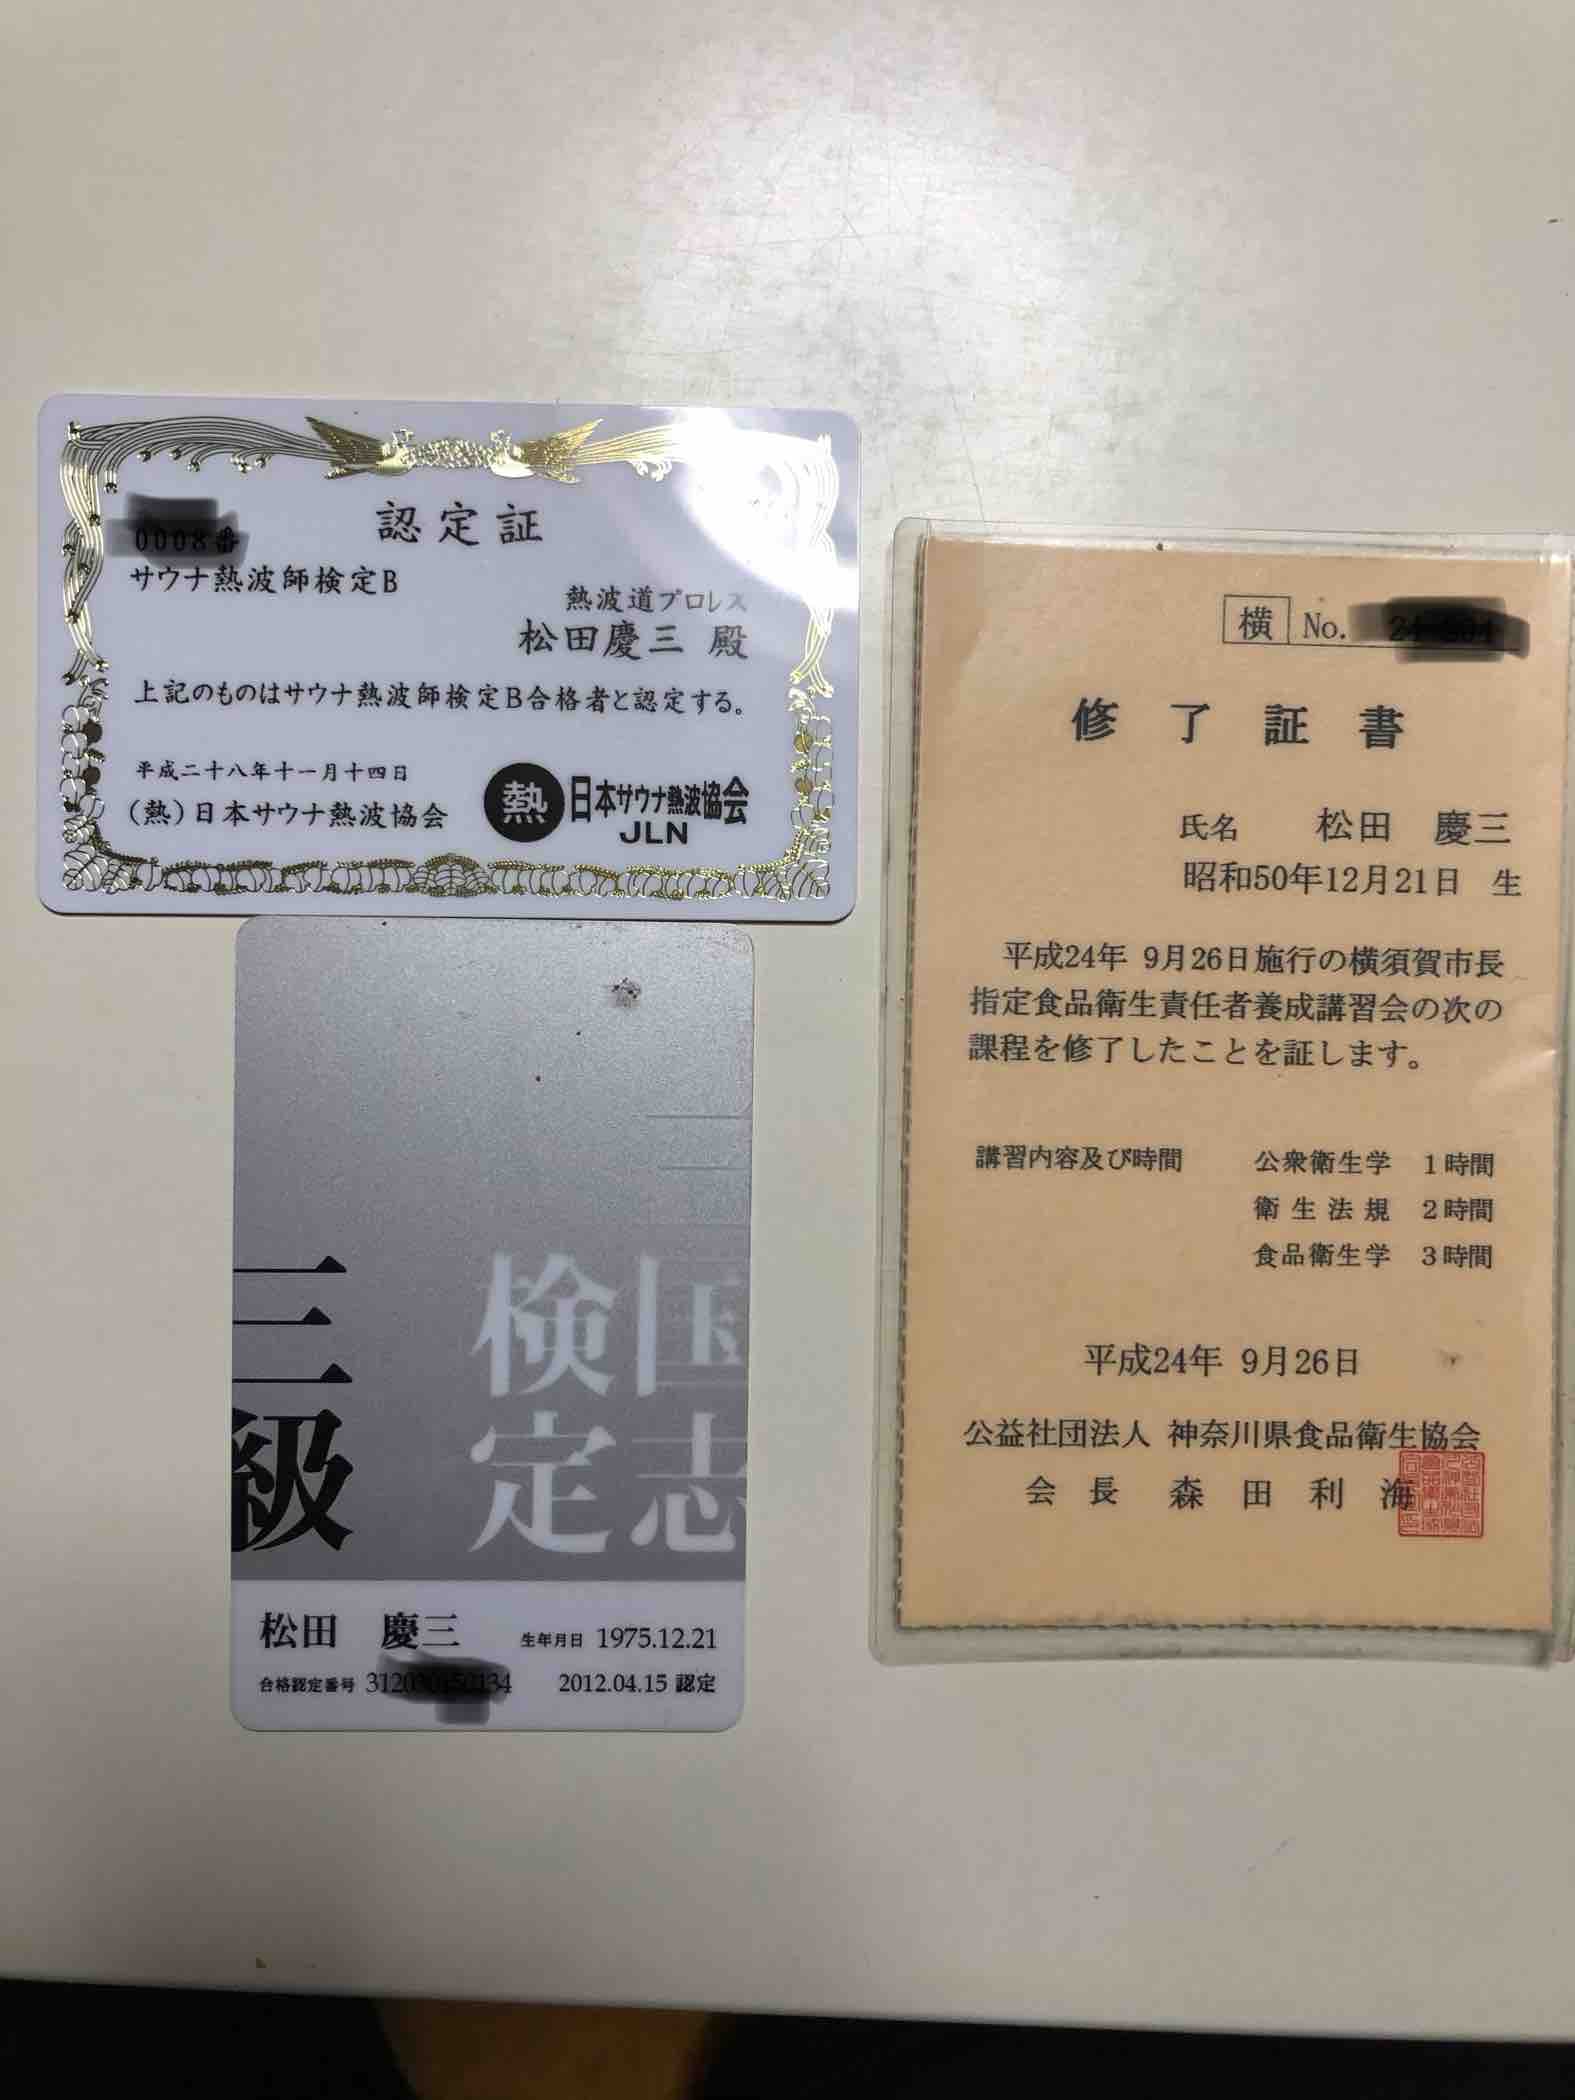 認定証
サウナ熱波師検定B
熱波道プロレス
松田慶三 殿
上記のものはサウナ熱波師検定B合格者と認定する。
平成二十八年十一月十四日
(熱)日本サウナ熱波協会
熱 日本サウナ熱波協会
JLN
国志
検定
三級
松田 慶三 生年月日 1975.12.21
合格認定番号 2012.04.15 認定
横 No.
修了証書
氏名 松田 慶三
昭和50年12月21日 生
平成24年 9月26日施行の横須賀市長
指定食品衛生責任者養成講習会の次の
課程を修了したことを証します。
講習内容及び時間 公衆衛生学 1時間
衛生法規 2時間
食品衛生学 3時間
平成24年 9月26日
公益社団法人 神奈川県食品衛生協会
会長 森田利海